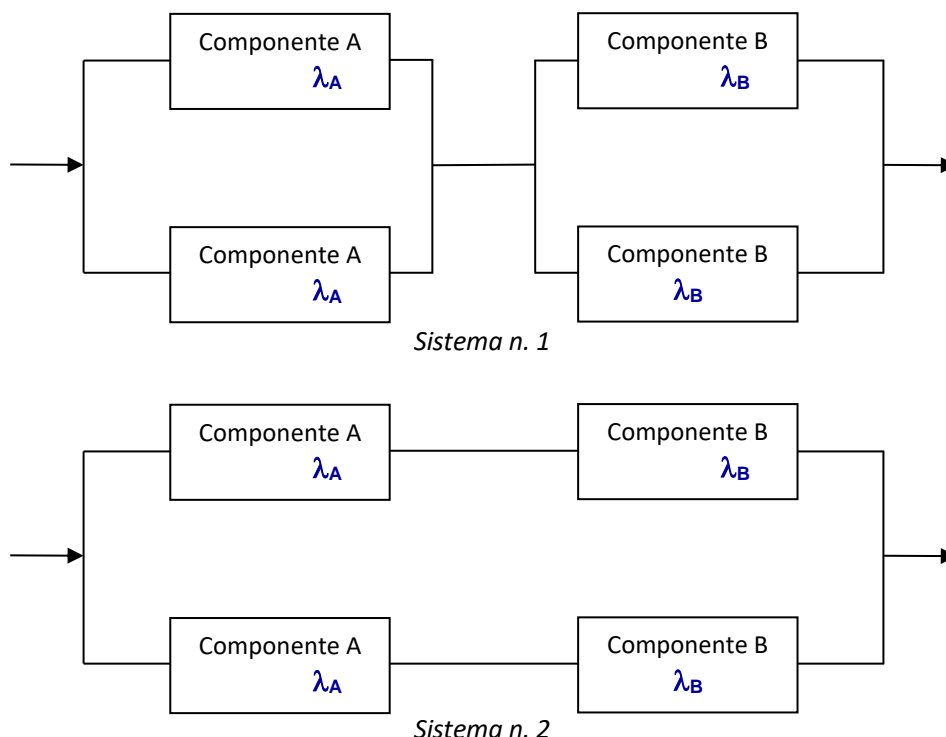 Componente A
λA
Componente B
λB
Componente A
λA
Componente B
λB
Sistema n. 1
Componente A
λA
Componente B
λB
Componente A
λA
Componente B
λB
Sistema n. 2